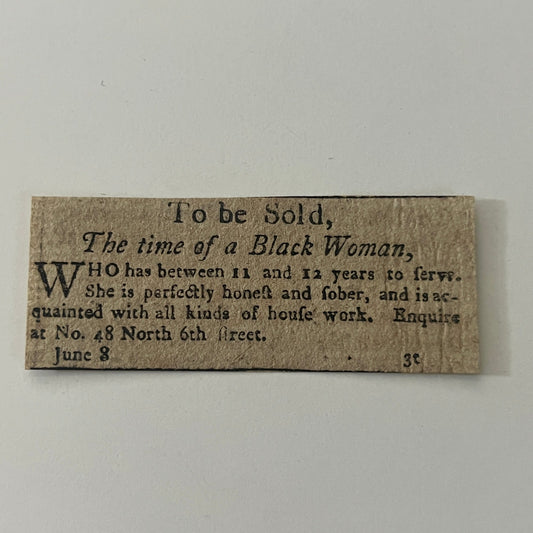 To be Sold,
The time of a Black Woman,
WHO has between 11 and 12 years to ſerve.
She is perfectly honeſt and ſober, and is ac-
quainted with all kinds of houſe work. Enquire
at No. 48 North 6th ſtreet.
June 8 3t